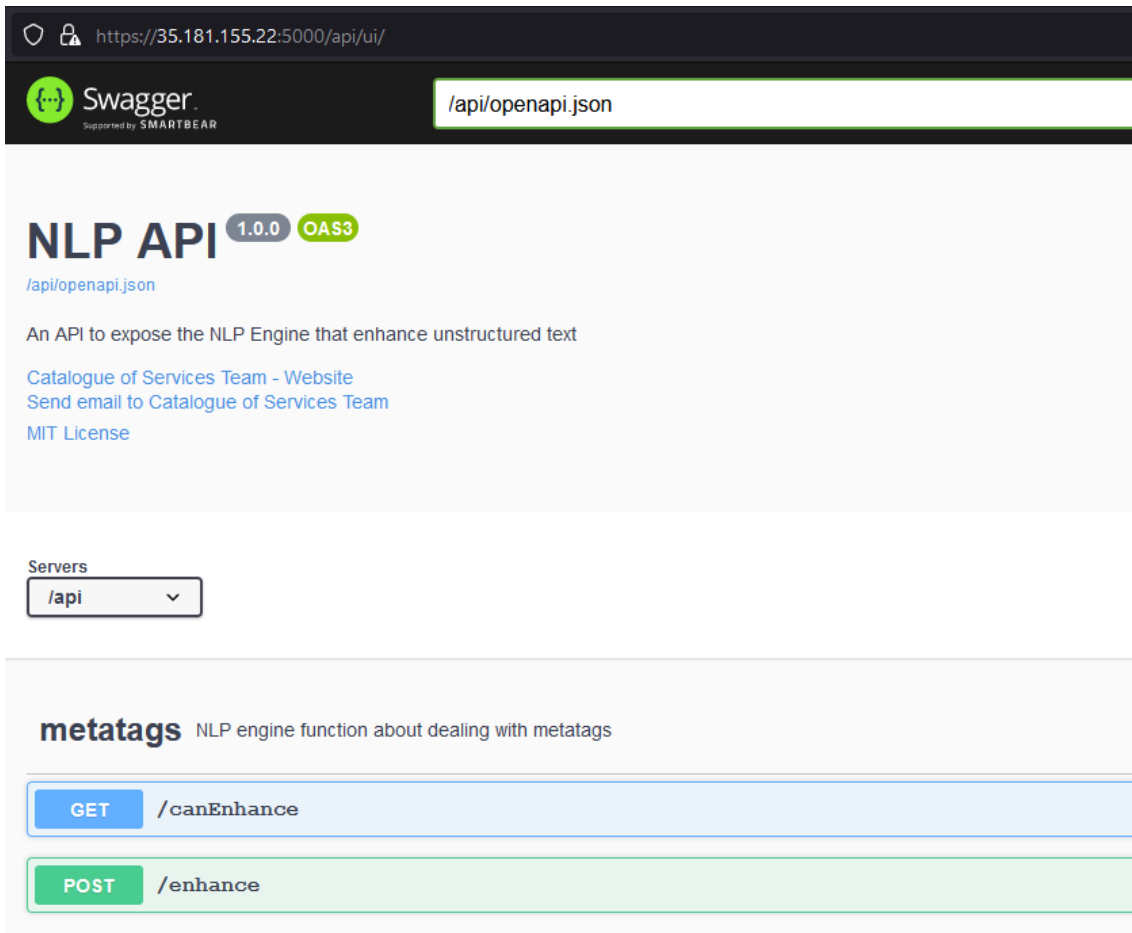 https://35.181.155.22:5000/api/ui/
{···} Swagger.
Supported by SMARTBEAR
/api/openapi.json
NLP API 1.0.0 OAS3
/api/openapi.json
An API to expose the NLP Engine that enhance unstructured text
Catalogue of Services Team - Website
Send email to Catalogue of Services Team
MIT License
Servers
/api
metatags NLP engine function about dealing with metatags
GET /canEnhance
POST /enhance